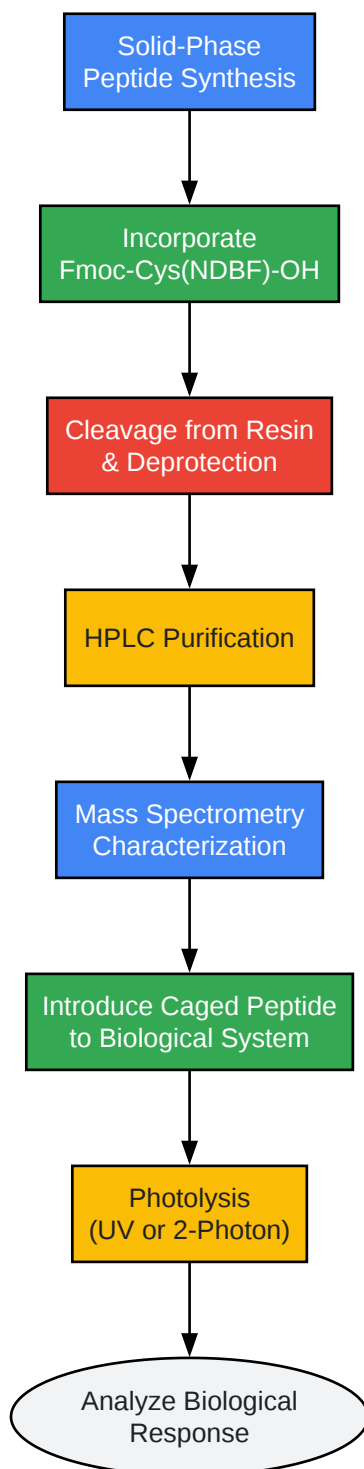 Solid-Phase
Peptide Synthesis
Incorporate
Fmoc-Cys(NDBF)-OH
Cleavage from Resin
& Deprotection
HPLC Purification
Mass Spectrometry
Characterization
Introduce Caged Peptide
to Biological System
Photolysis
(UV or 2-Photon)
Analyze Biological
Response